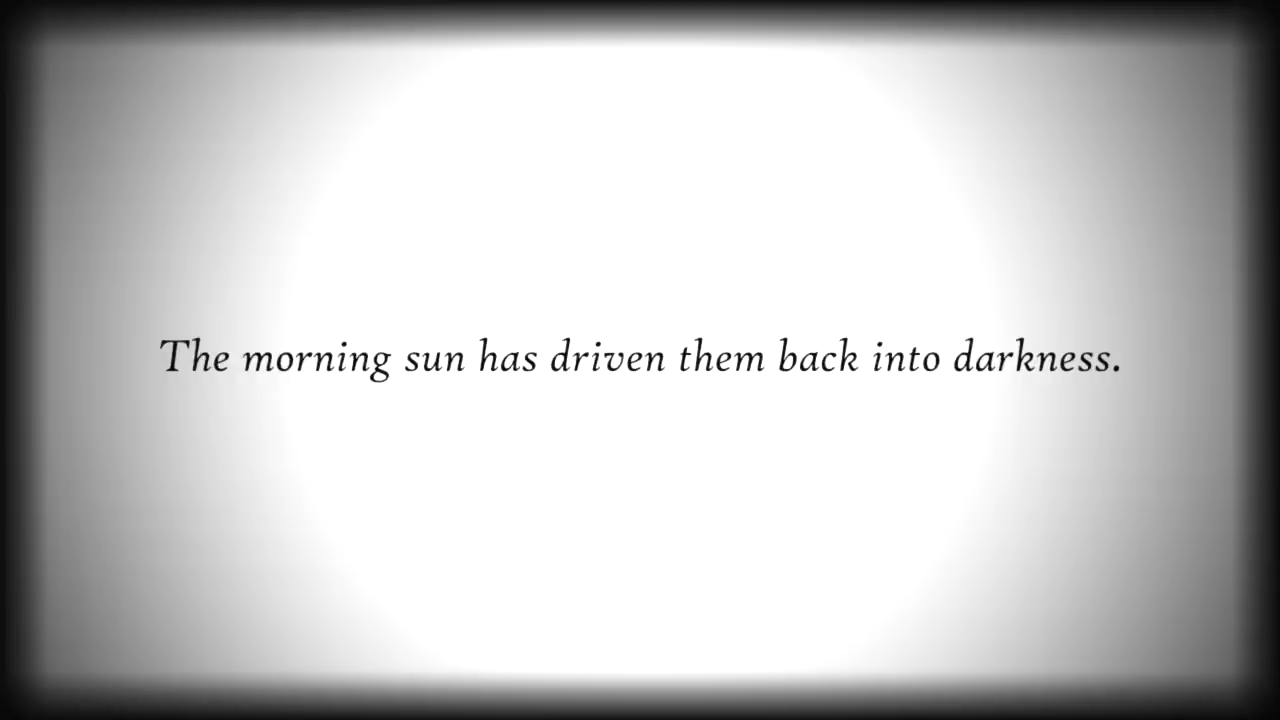 The morning sun has driven them back into darkness.